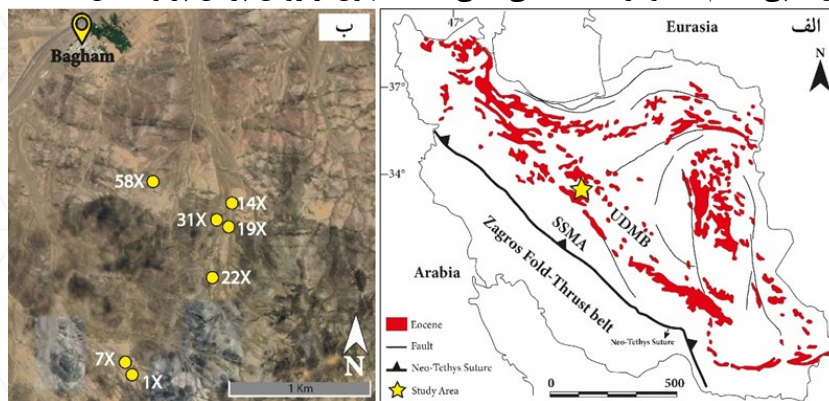 ب
Bagham
58X
14X
31X
19X
22X
7X
1X
N
1 Km
الف
47°
Eurasia
N
37°
34°
UDMB
SSMA
Zagros Fold-Thrust belt
Arabia
Neo-Tethys Suture
Eocene
Fault
Neo-Tethys Suture
Study Area
0
500